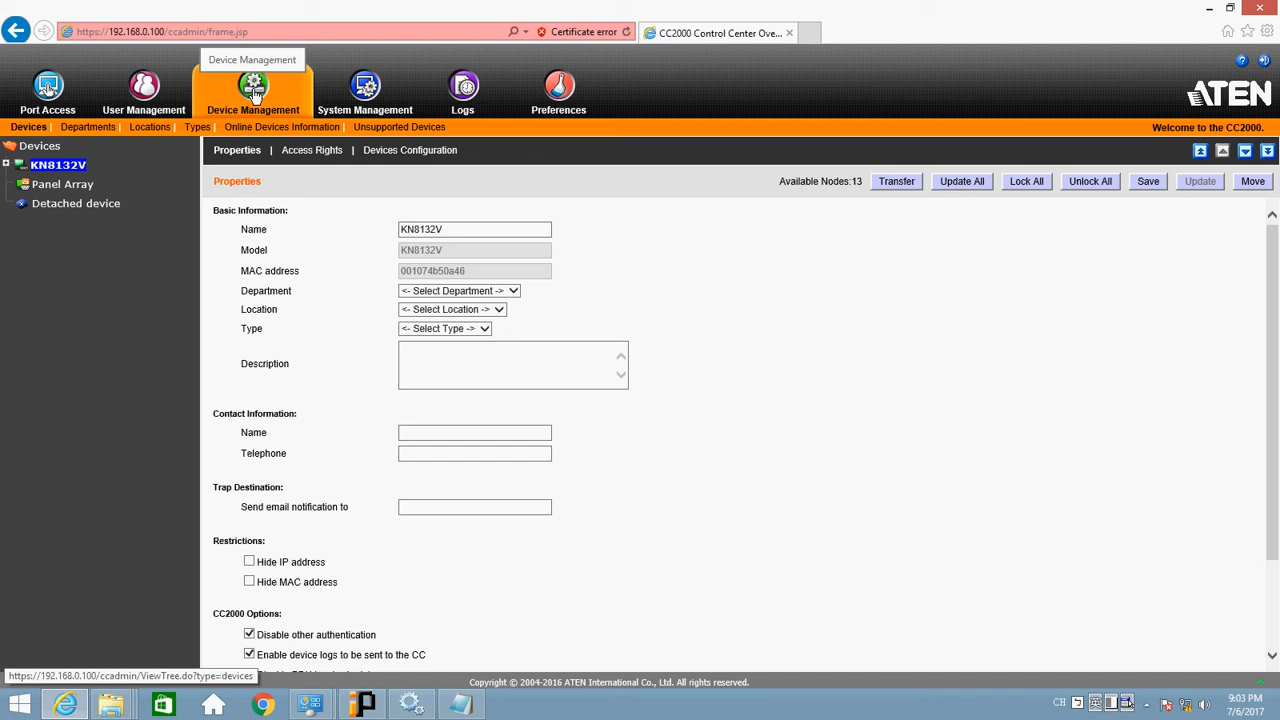 https://192.168.0.100/ccadmin/frame.jsp
Certificate error
CC2000 Control Center Ove...
Device Management
Port Access
User Management
Device Management
System Management
Logs
Preferences
ATEN
Devices | Departments | Locations | Types | Online Devices Information | Unsupported Devices
Welcome to the CC2000.
Devices
KN8132V
Panel Array
Detached device
Properties | Access Rights | Devices Configuration
Properties
Available Nodes:13
Transfer
Update All
Lock All
Unlock All
Save
Update
Move
Basic Information:
Name KN8132V
Model KN8132V
MAC address 001074b50a46
Department <- Select Department ->
Location <- Select Location ->
Type <- Select Type ->
Description
Contact Information:
Name
Telephone
Trap Destination:
Send email notification to
Restrictions:
Hide IP address
Hide MAC address
CC2000 Options:
Disable other authentication
Enable device logs to be sent to the CC
https://192.168.0.100/ccadmin/ViewTree.do?type=devices
Copyright © 2004-2016 ATEN International Co., Ltd. All rights reserved.
CH
9:03 PM
7/6/2017